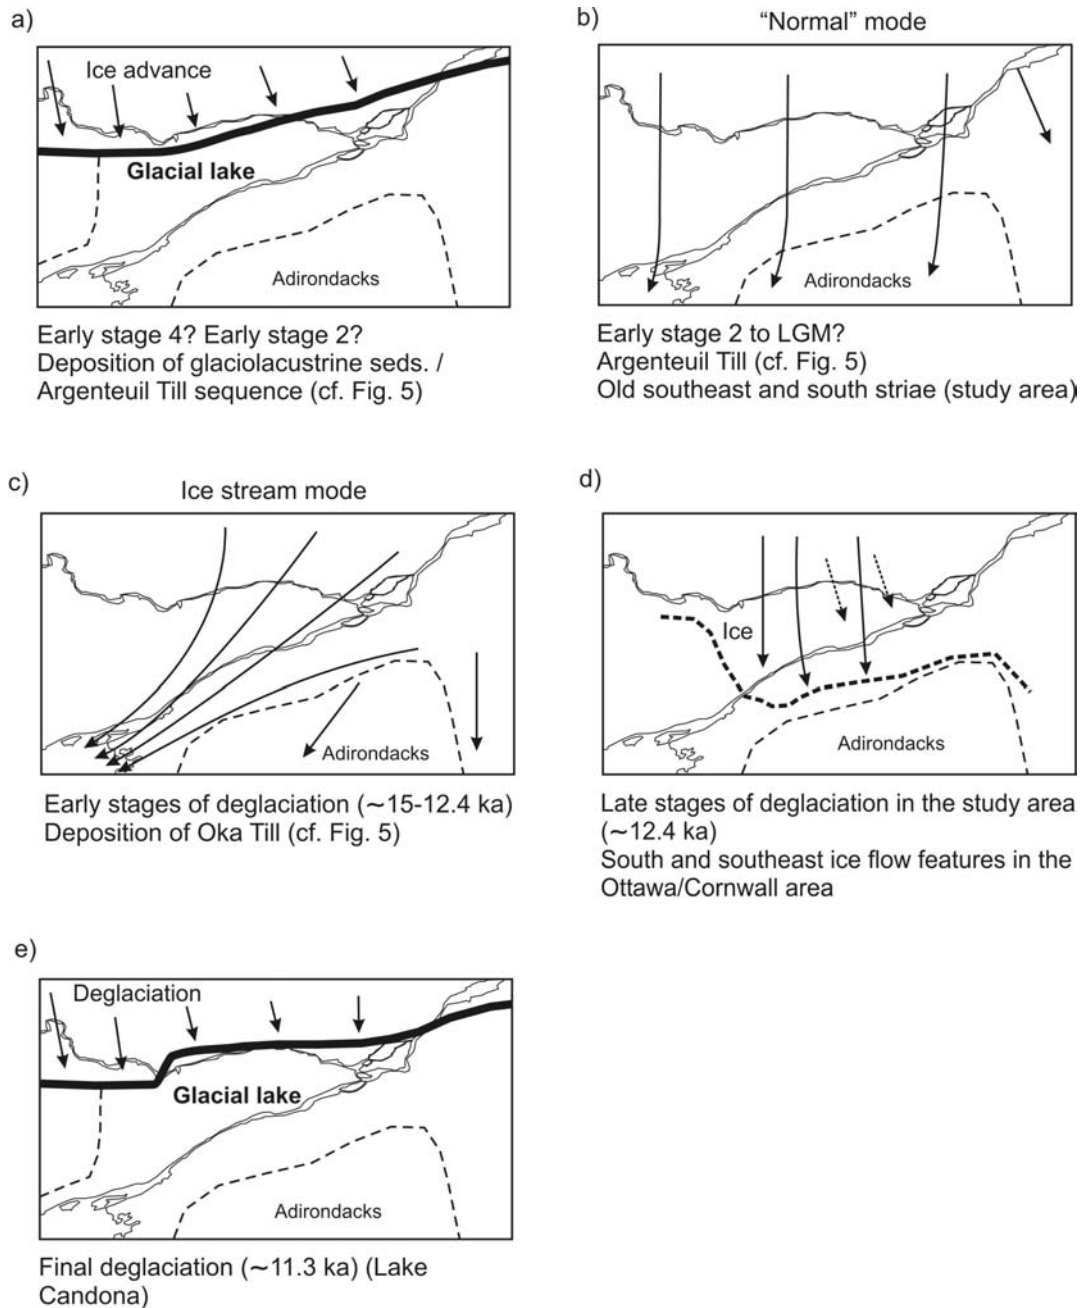 a)
Ice advance
Glacial lake
Adirondacks
Early stage 4? Early stage 2?
Deposition of glaciolacustrine seds. /
Argenteuil Till sequence (cf. Fig. 5)
b)
“Normal” mode
Adirondacks
Early stage 2 to LGM?
Argenteuil Till (cf. Fig. 5)
Old southeast and south striae (study area)
c)
Ice stream mode
Adirondacks
Early stages of deglaciation (~15-12.4 ka)
Deposition of Oka Till (cf. Fig. 5)
d)
Ice
Adirondacks
Late stages of deglaciation in the study area
(~12.4 ka)
South and southeast ice flow features in the
Ottawa/Cornwall area
e)
Deglaciation
Glacial lake
Adirondacks
Final deglaciation (~11.3 ka) (Lake
Candona)